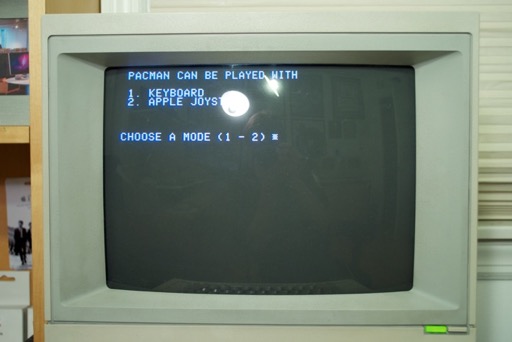 PACMAN CAN BE PLAYED WITH
1. KEYBOARD
2. APPLE
CHOOSE A MODE (1 - 2)